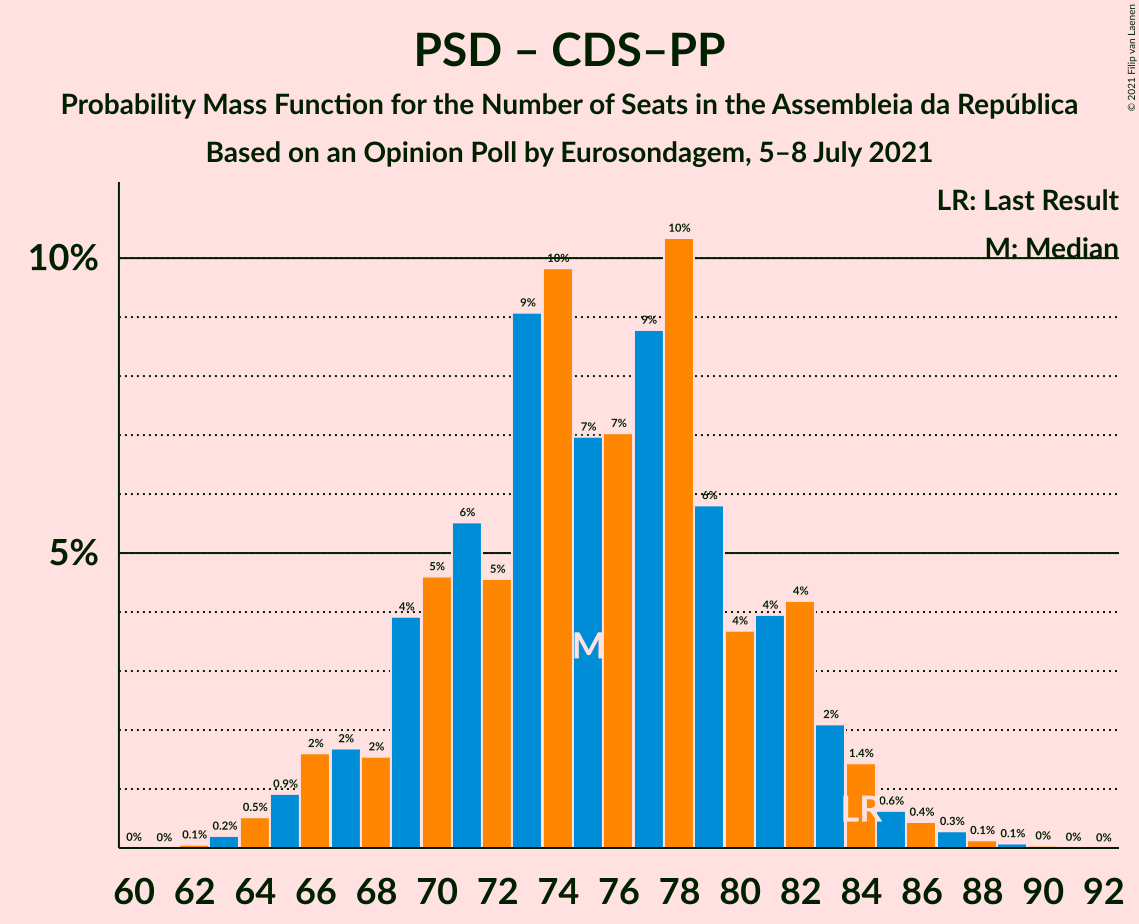 PSD – CDS–PP
Probability Mass Function for the Number of Seats in the Assembleia da República
Based on an Opinion Poll by Eurosondagem, 5–8 July 2021
© 2021 Filip van Laenen
LR: Last Result
M: Median
10%
5%
0% 0% 0.1% 0.2% 0.5% 0.9% 2% 2% 2% 4% 5% 6% 5% 9% 10% 7% 7% 9% 10% 6% 4% 4% 4% 2% 1.4% 0.6% 0.4% 0.3% 0.1% 0.1% 0% 0% 0%
M
LR
60 62 64 66 68 70 72 74 76 78 80 82 84 86 88 90 92